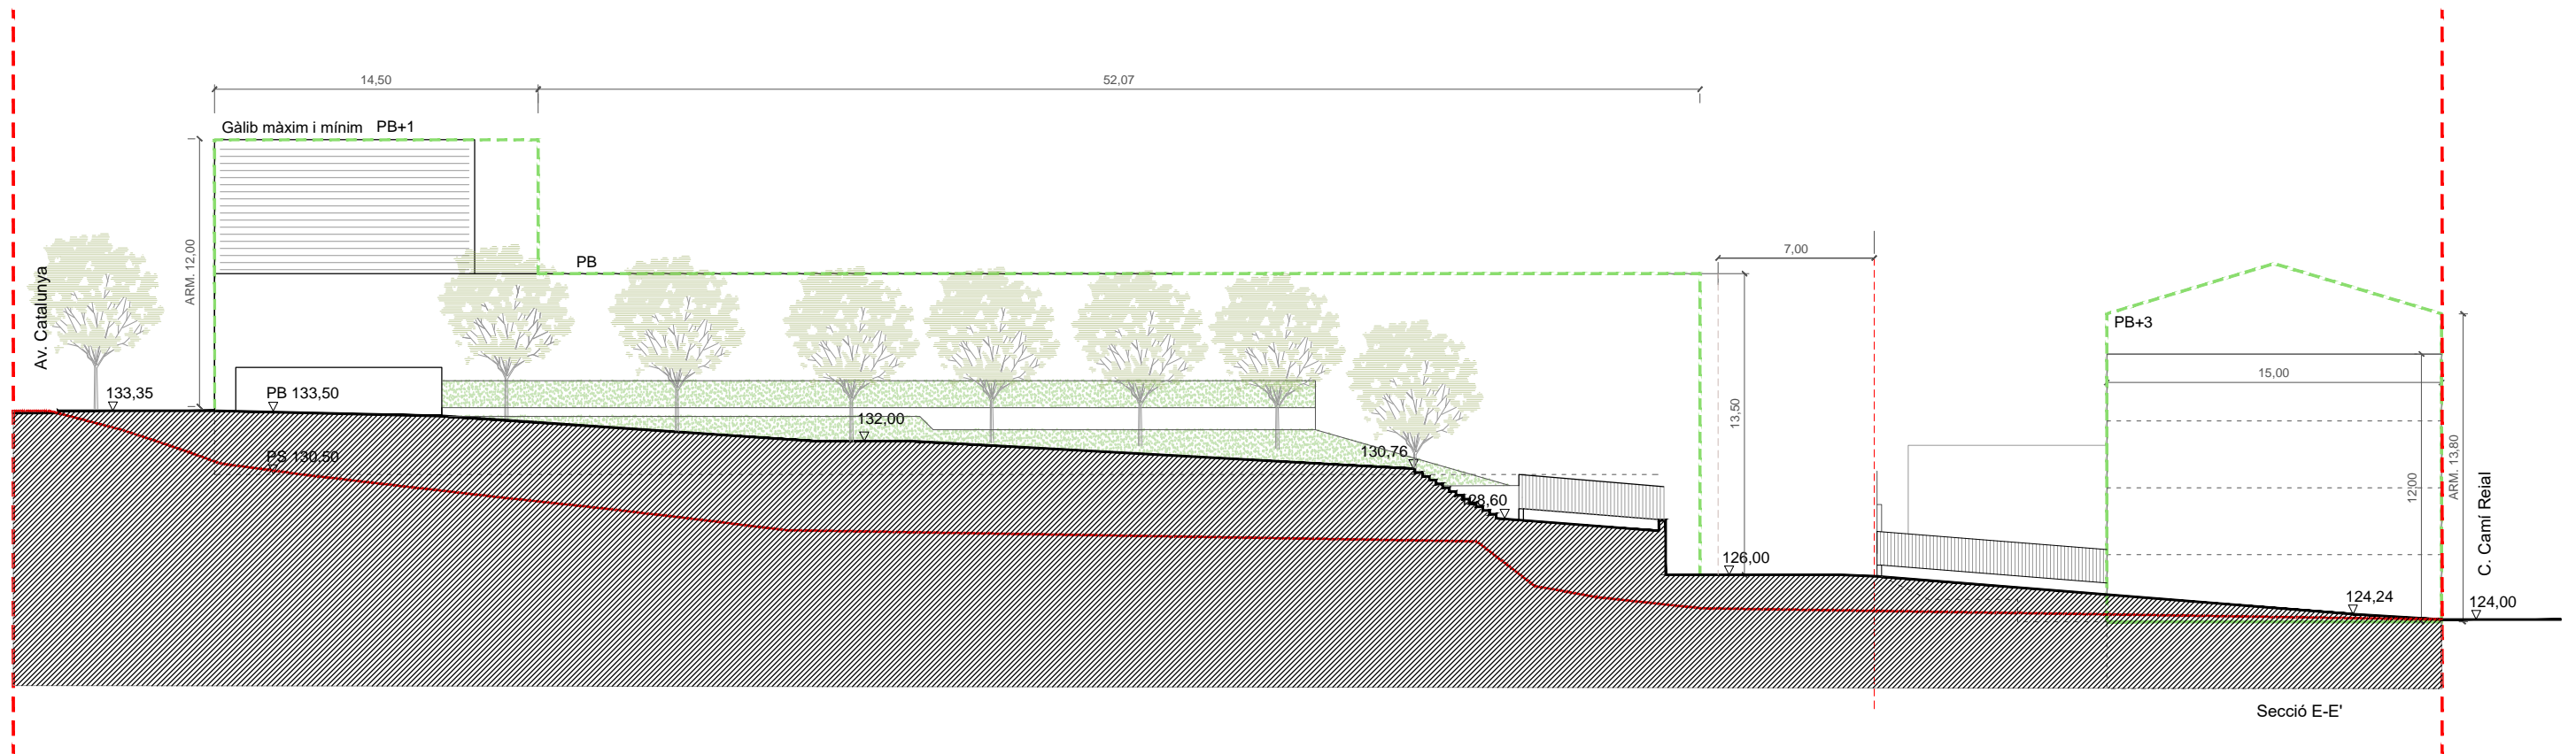 14,50
52,07
Gàlib màxim i mínim PB+1
ARM. 12,00
Av. Catalunya
PB
7,00
13,50
PB+3
15,00
12,00
ARM. 13,80
C. Camí Reial
133,35
PB 133,50
132,00
PS 130,50
130,76
28,60
126,00
124,24
124,00
Secció E-E'